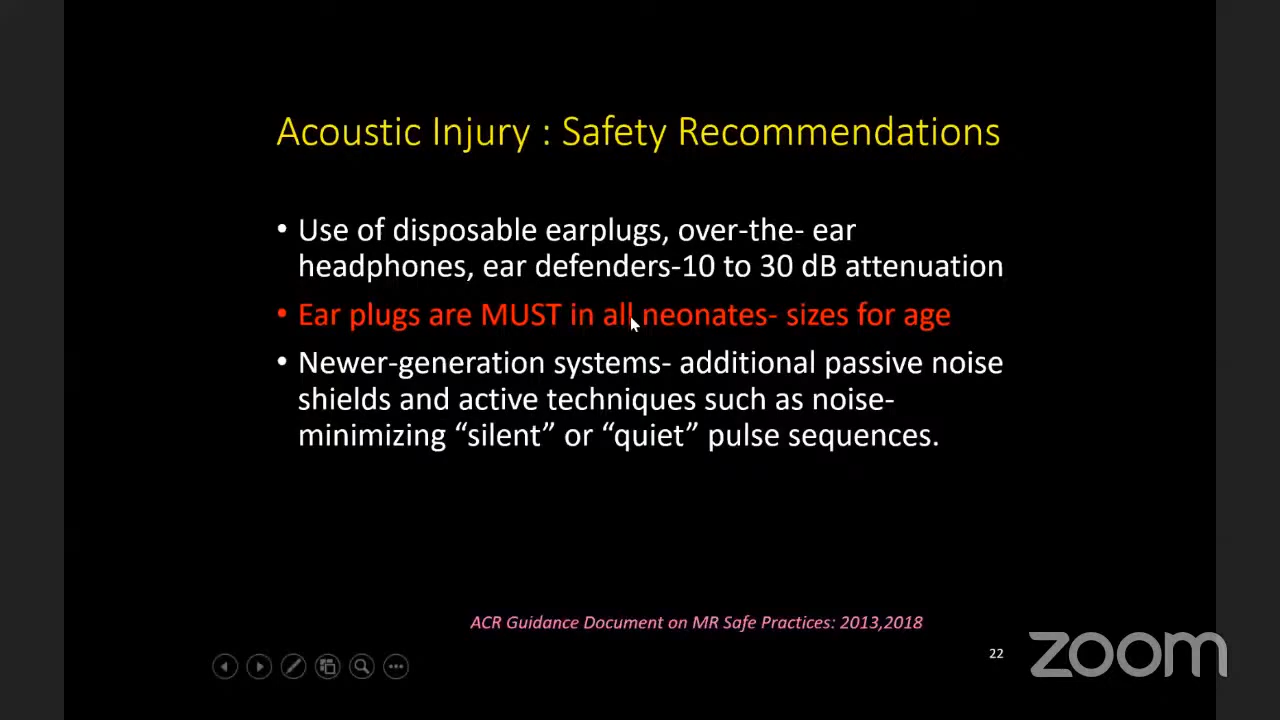 Acoustic Injury : Safety Recommendations
• Use of disposable earplugs, over-the- ear
headphones, ear defenders-10 to 30 dB attenuation
• Ear plugs are MUST in all neonates- sizes for age
• Newer-generation systems- additional passive noise
shields and active techniques such as noise-
minimizing “silent” or “quiet” pulse sequences.
ACR Guidance Document on MR Safe Practices: 2013,2018
22
zoom